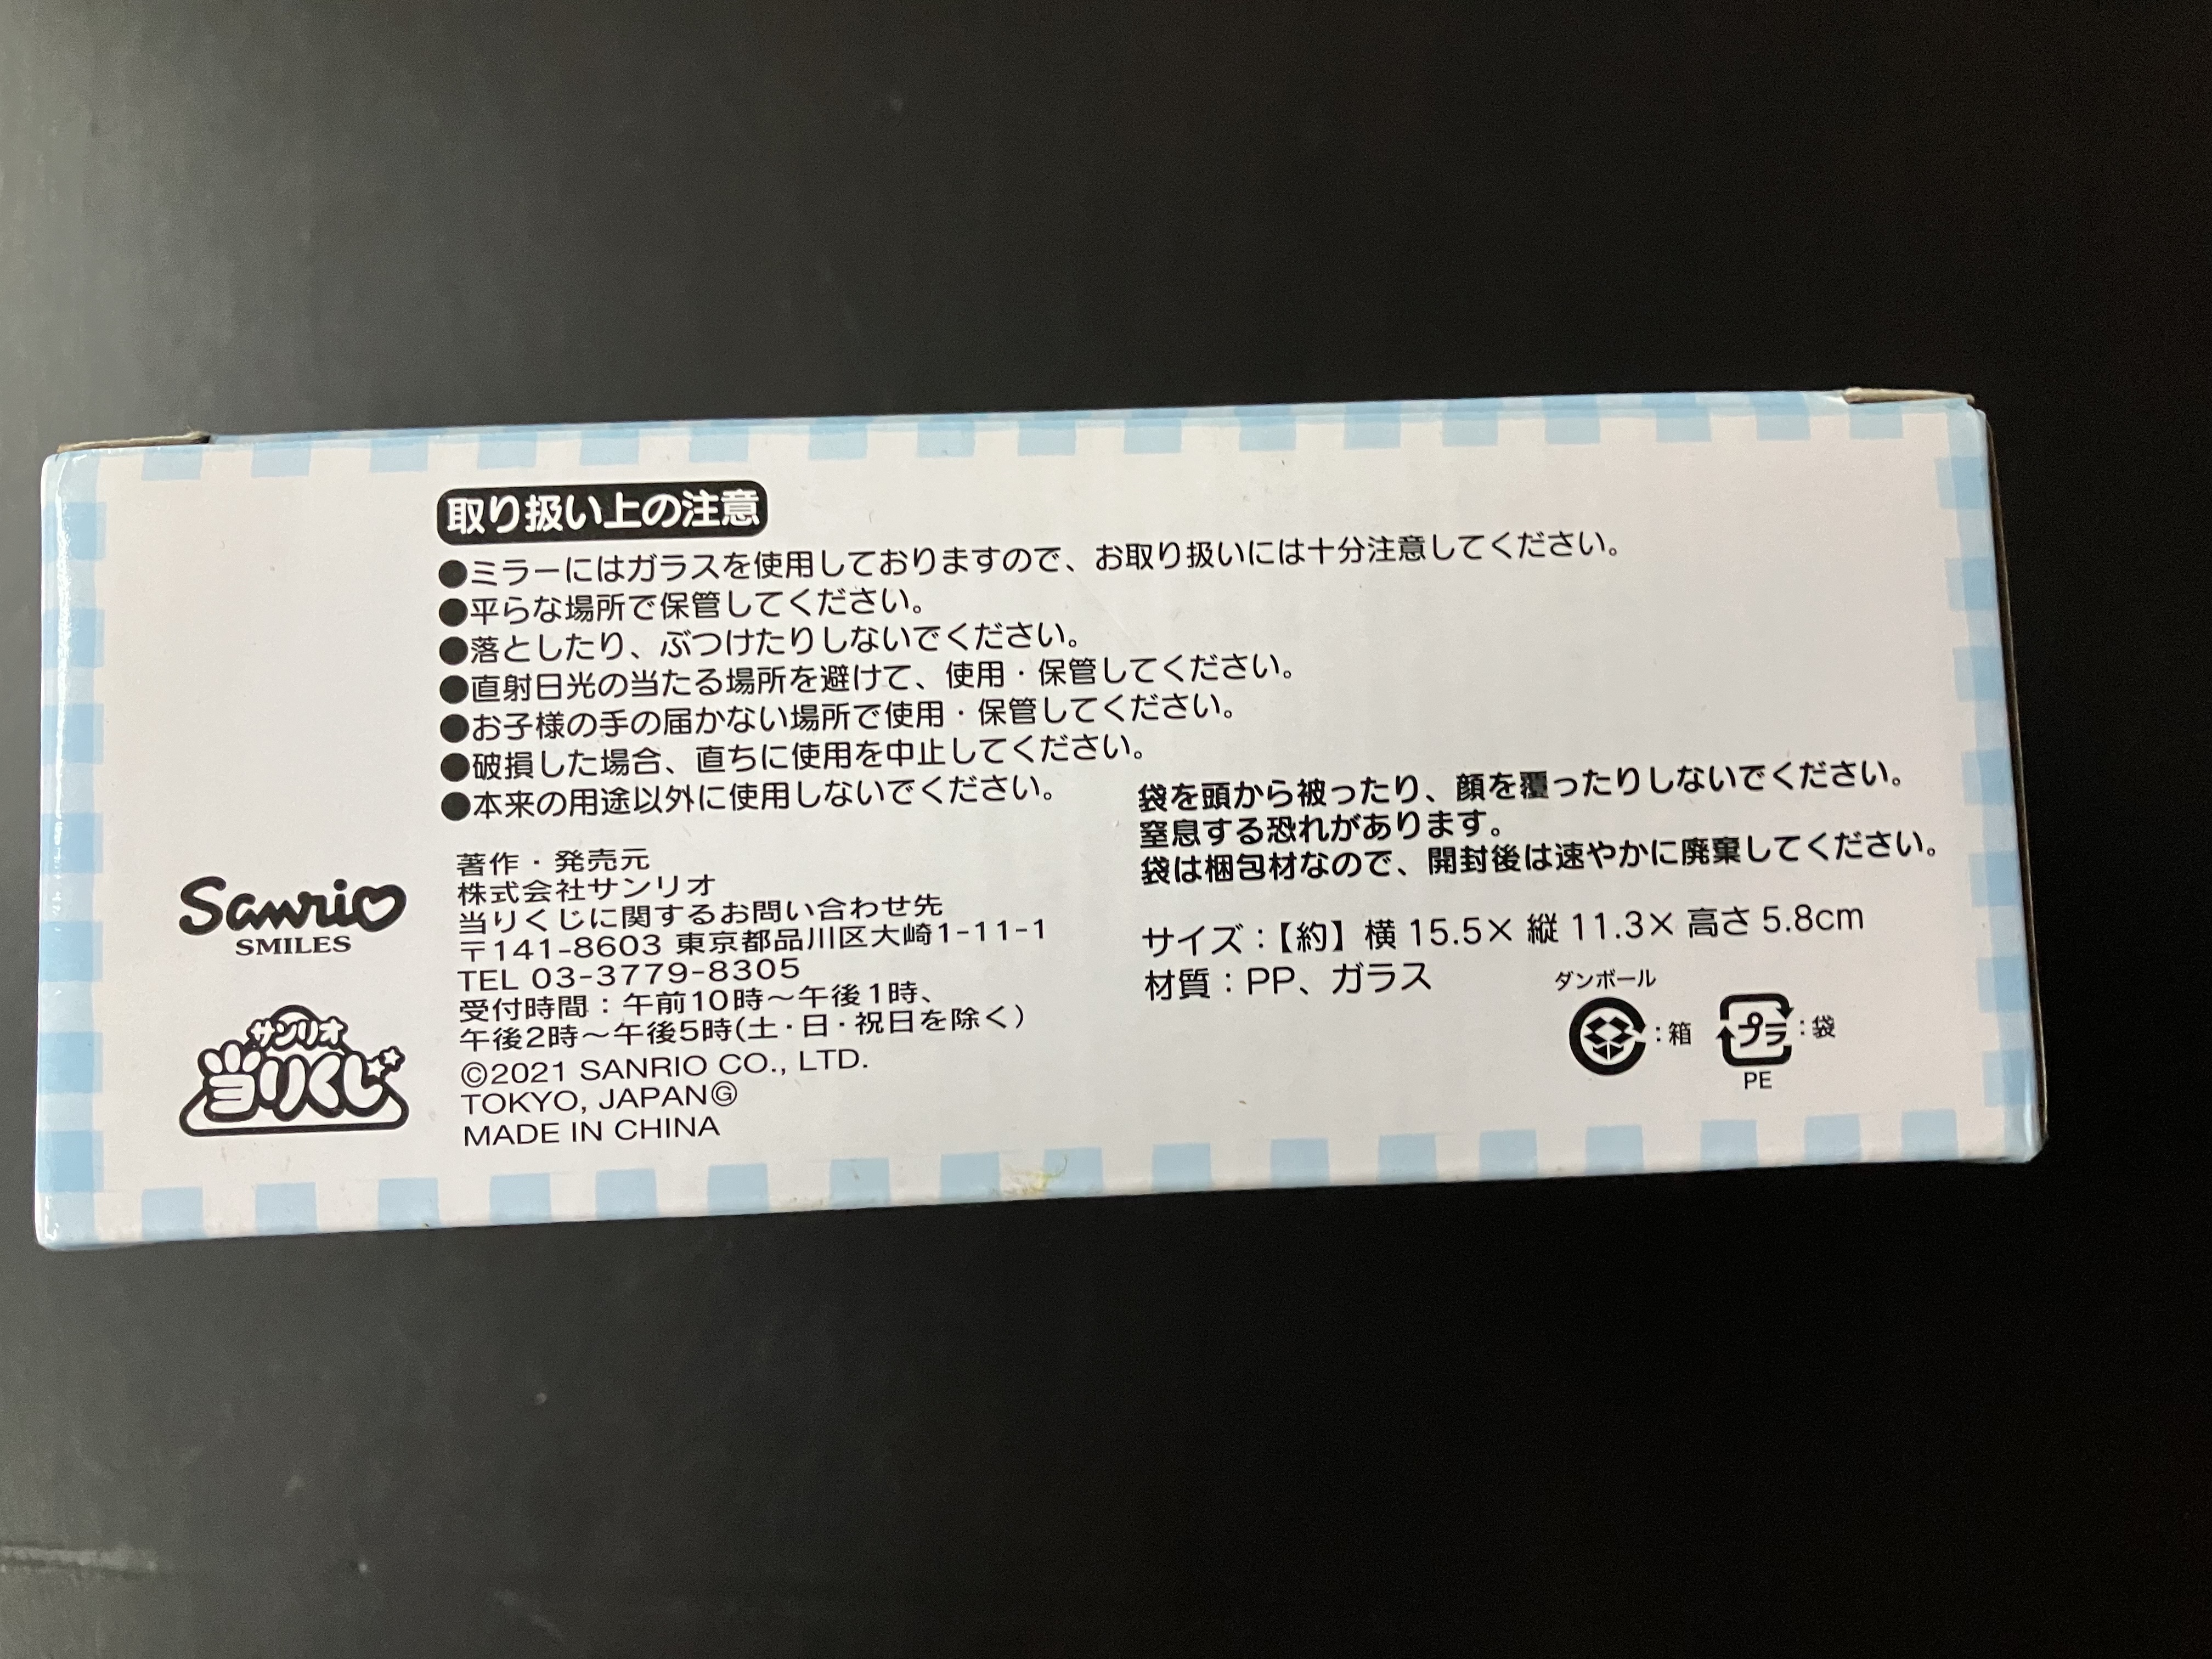 取り扱い上の注意
●ミラーにはガラスを使用しておりますので、お取り扱いには十分注意してください。
●平らな場所で保管してください。
●落としたり、ぶつけたりしないでください。
●直射日光の当たる場所を避けて、使用・保管してください。
●お子様の手の届かない場所で使用・保管してください。
●破損した場合、直ちに使用を中止してください。
●本来の用途以外に使用しないでください。
袋を頭から被ったり、顔を覆ったりしないでください。
窒息する恐れがあります。
袋は梱包材なので、開封後は速やかに廃棄してください。
Sanrio
SMILES
サンリオ
当りくじ
著作・発売元
株式会社サンリオ
当りくじに関するお問い合わせ先
〒141-8603 東京都品川区大崎1-11-1
TEL 03-3779-8305
受付時間：午前10時～午後1時、
午後2時～午後5時(土・日・祝日を除く)
©2021 SANRIO CO., LTD.
TOKYO, JAPANⒼ
MADE IN CHINA
サイズ：【約】横 15.5× 縦 11.3× 高さ 5.8cm
材質：PP、ガラス
ダンボール
：箱
プラ：袋
PE